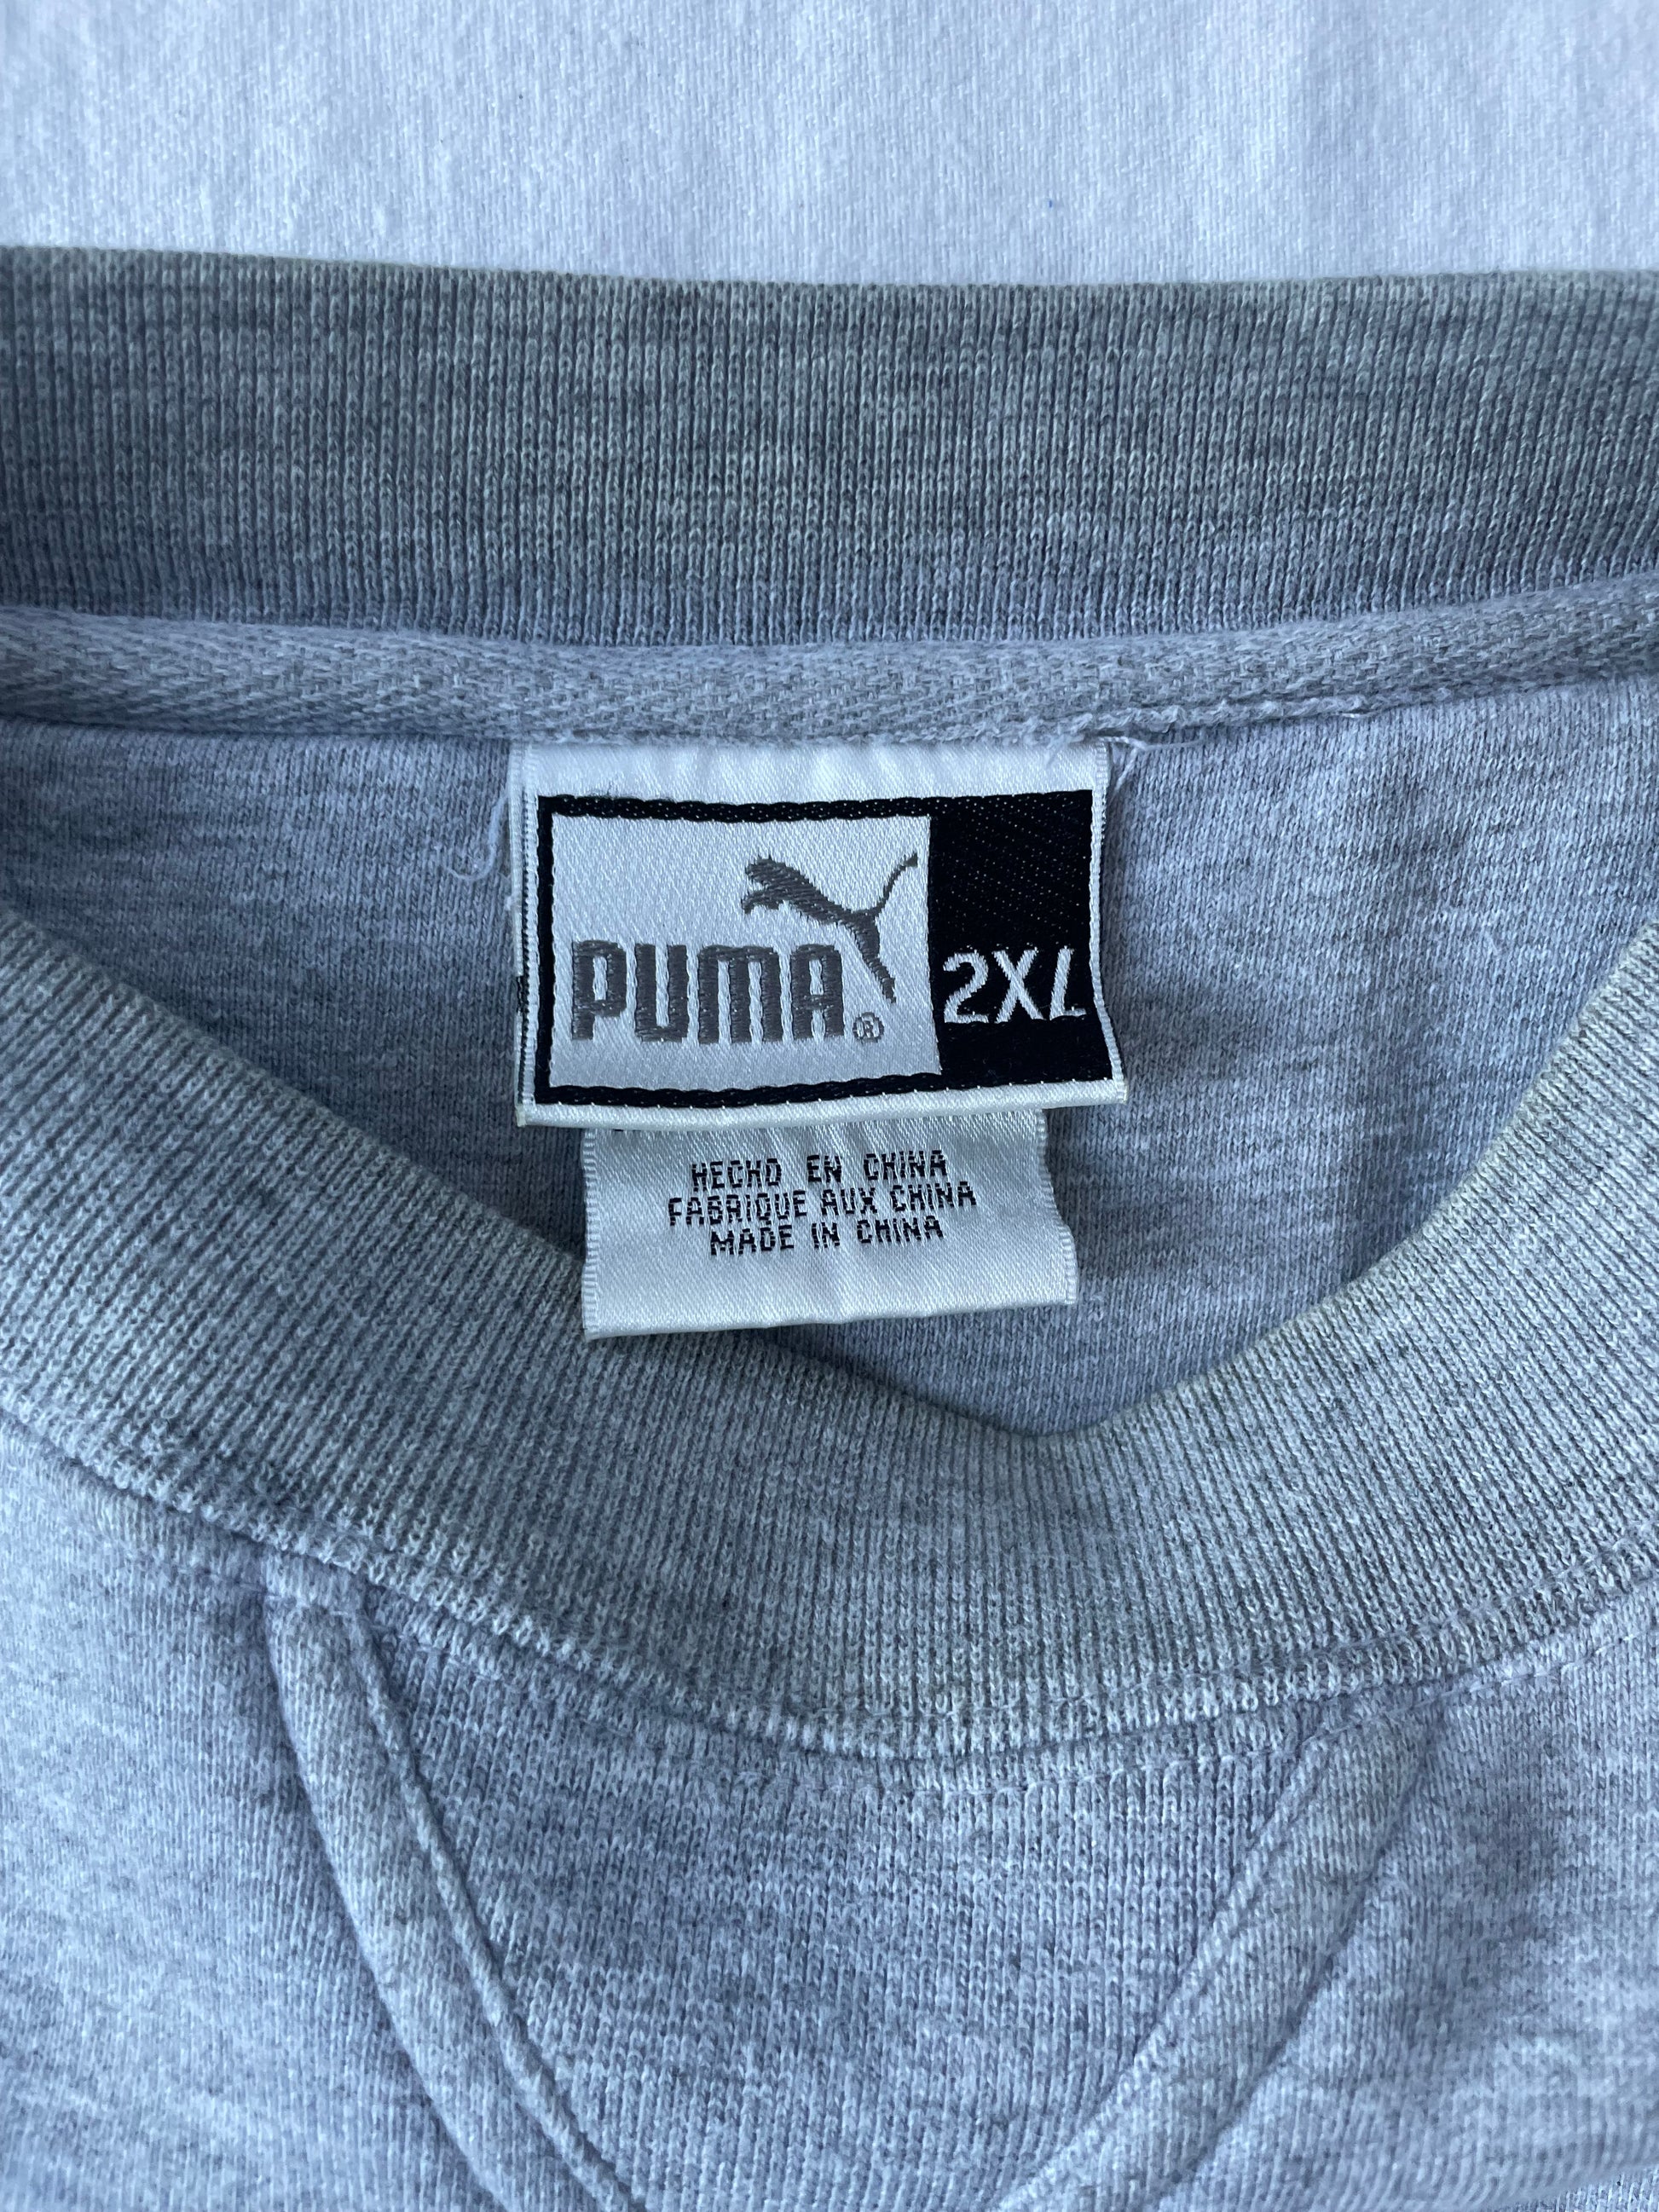 PUMA® 2XL
HECHO EN CHINA
FABRIQUE AUX CHINA
MADE IN CHINA